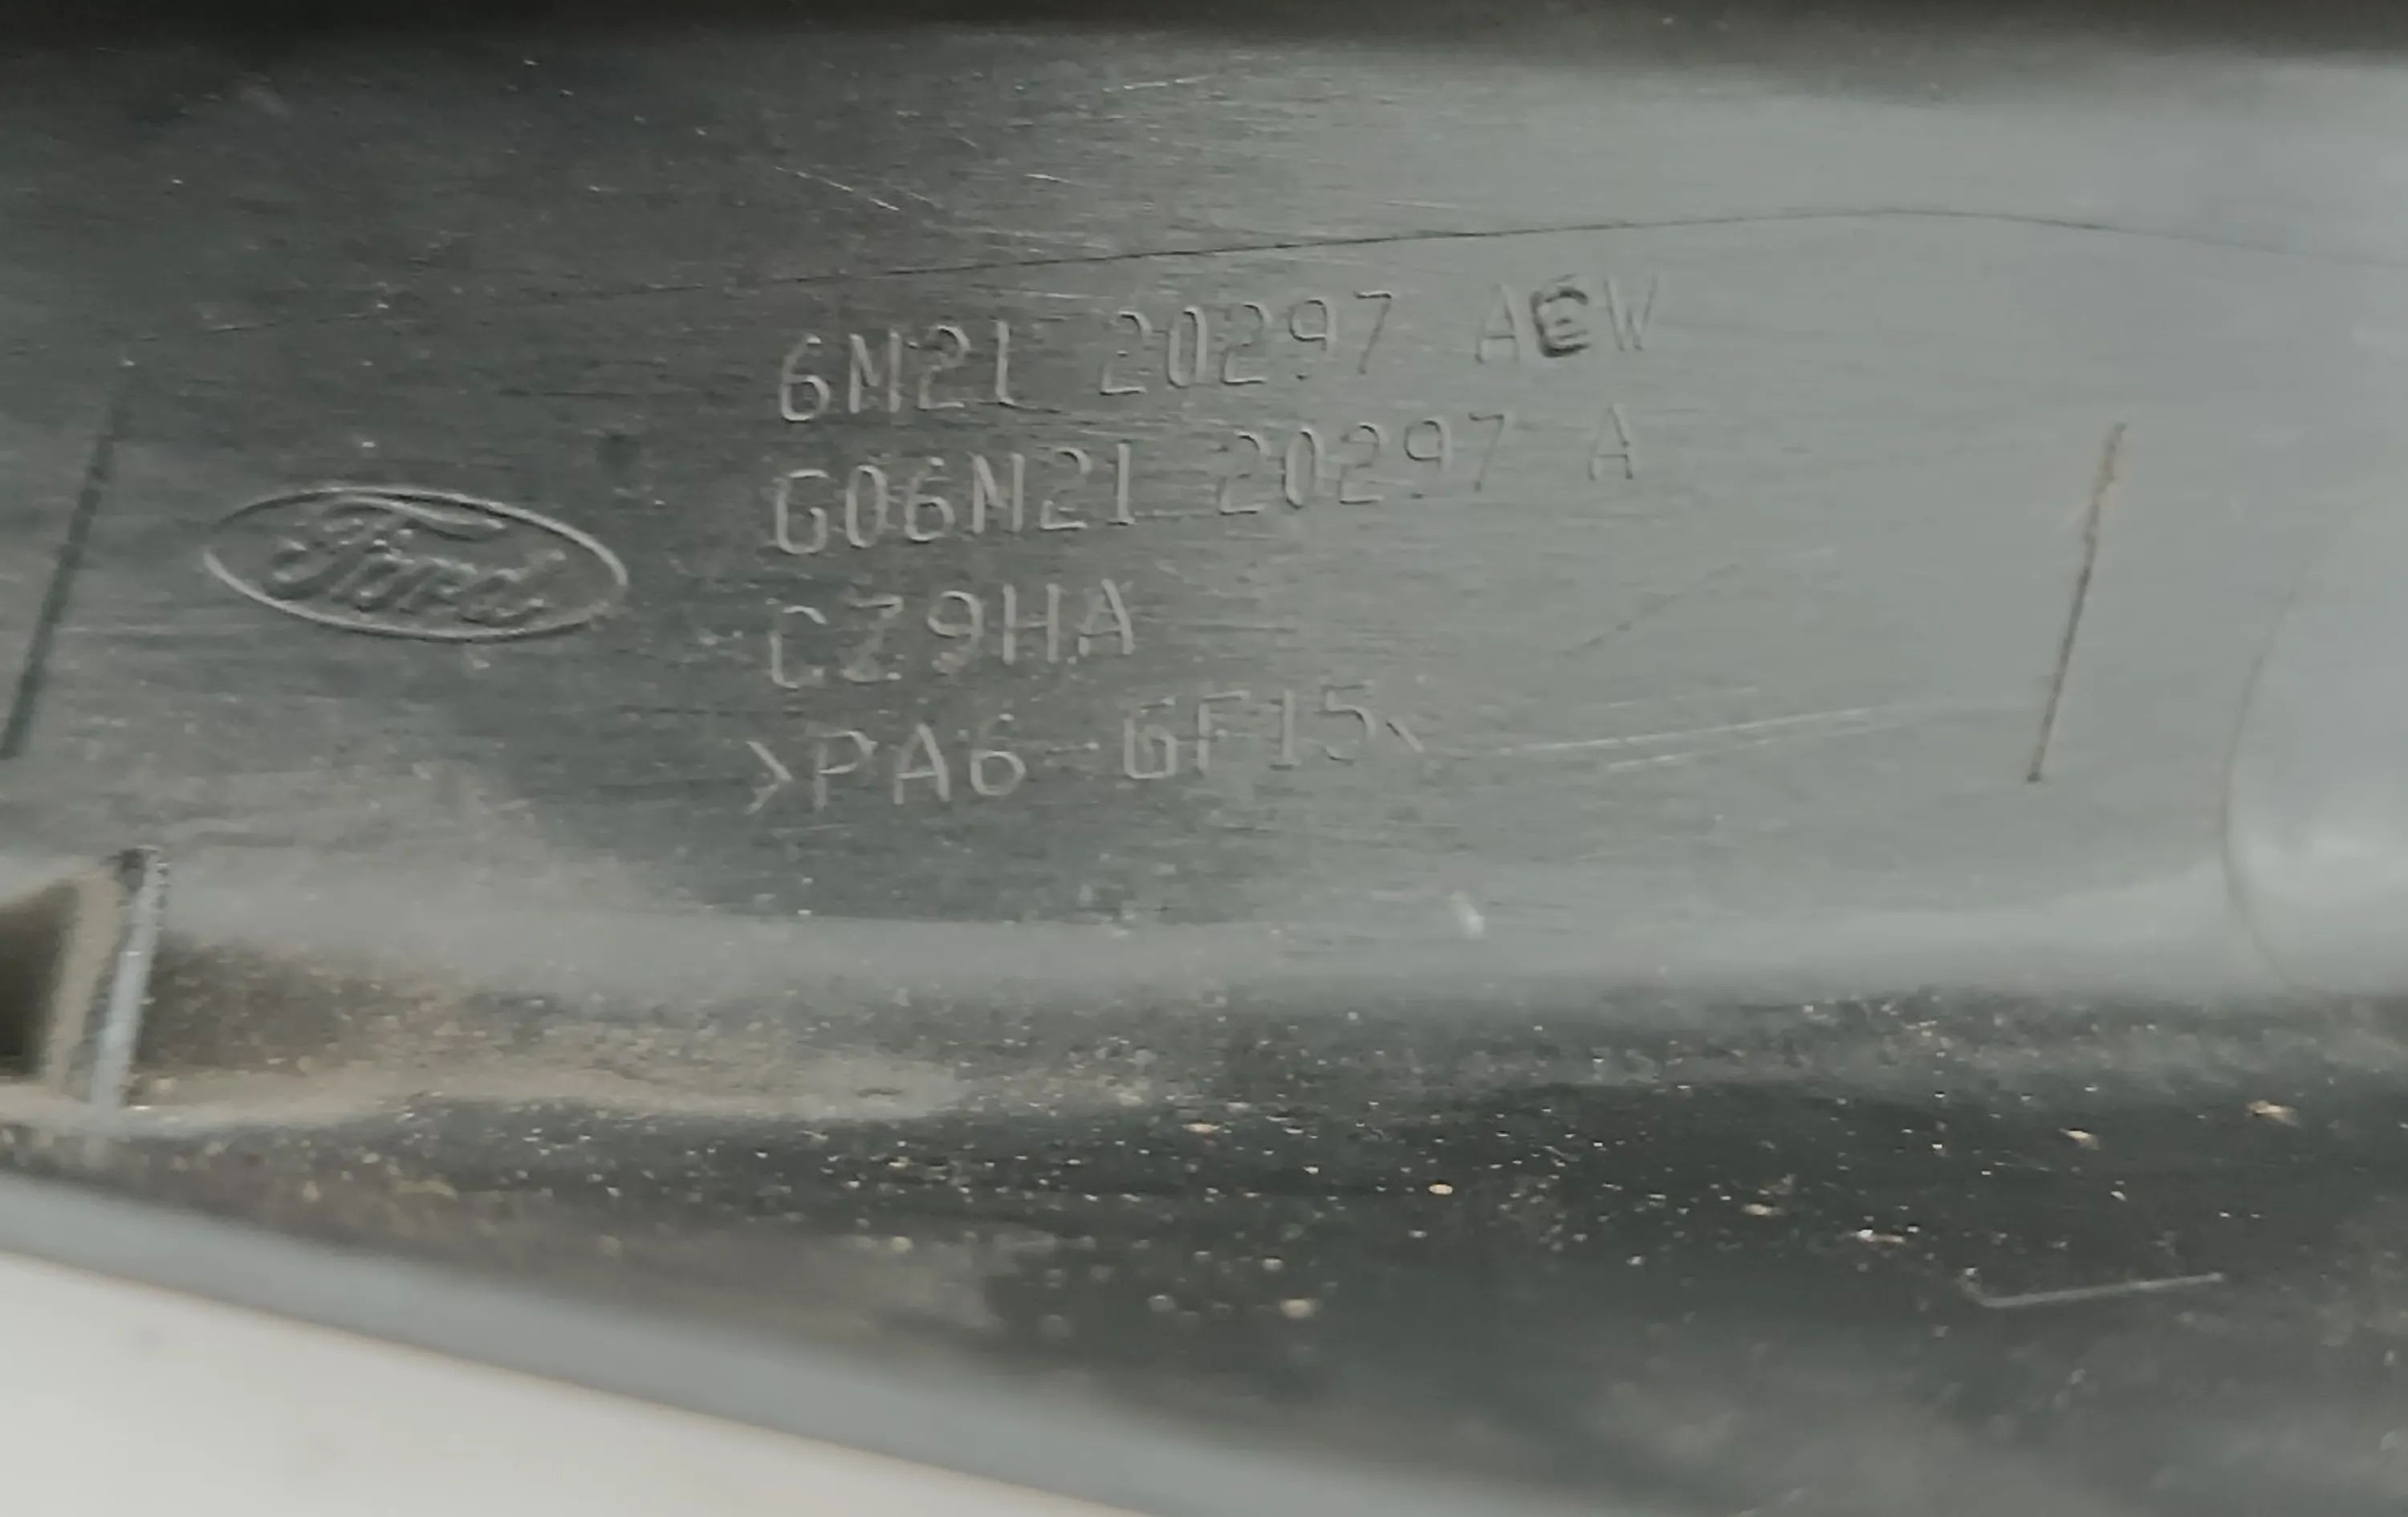 6M21 20297 AEW
G06M21 20297 A
Ford
CZ9HA
>PA6-GF15<